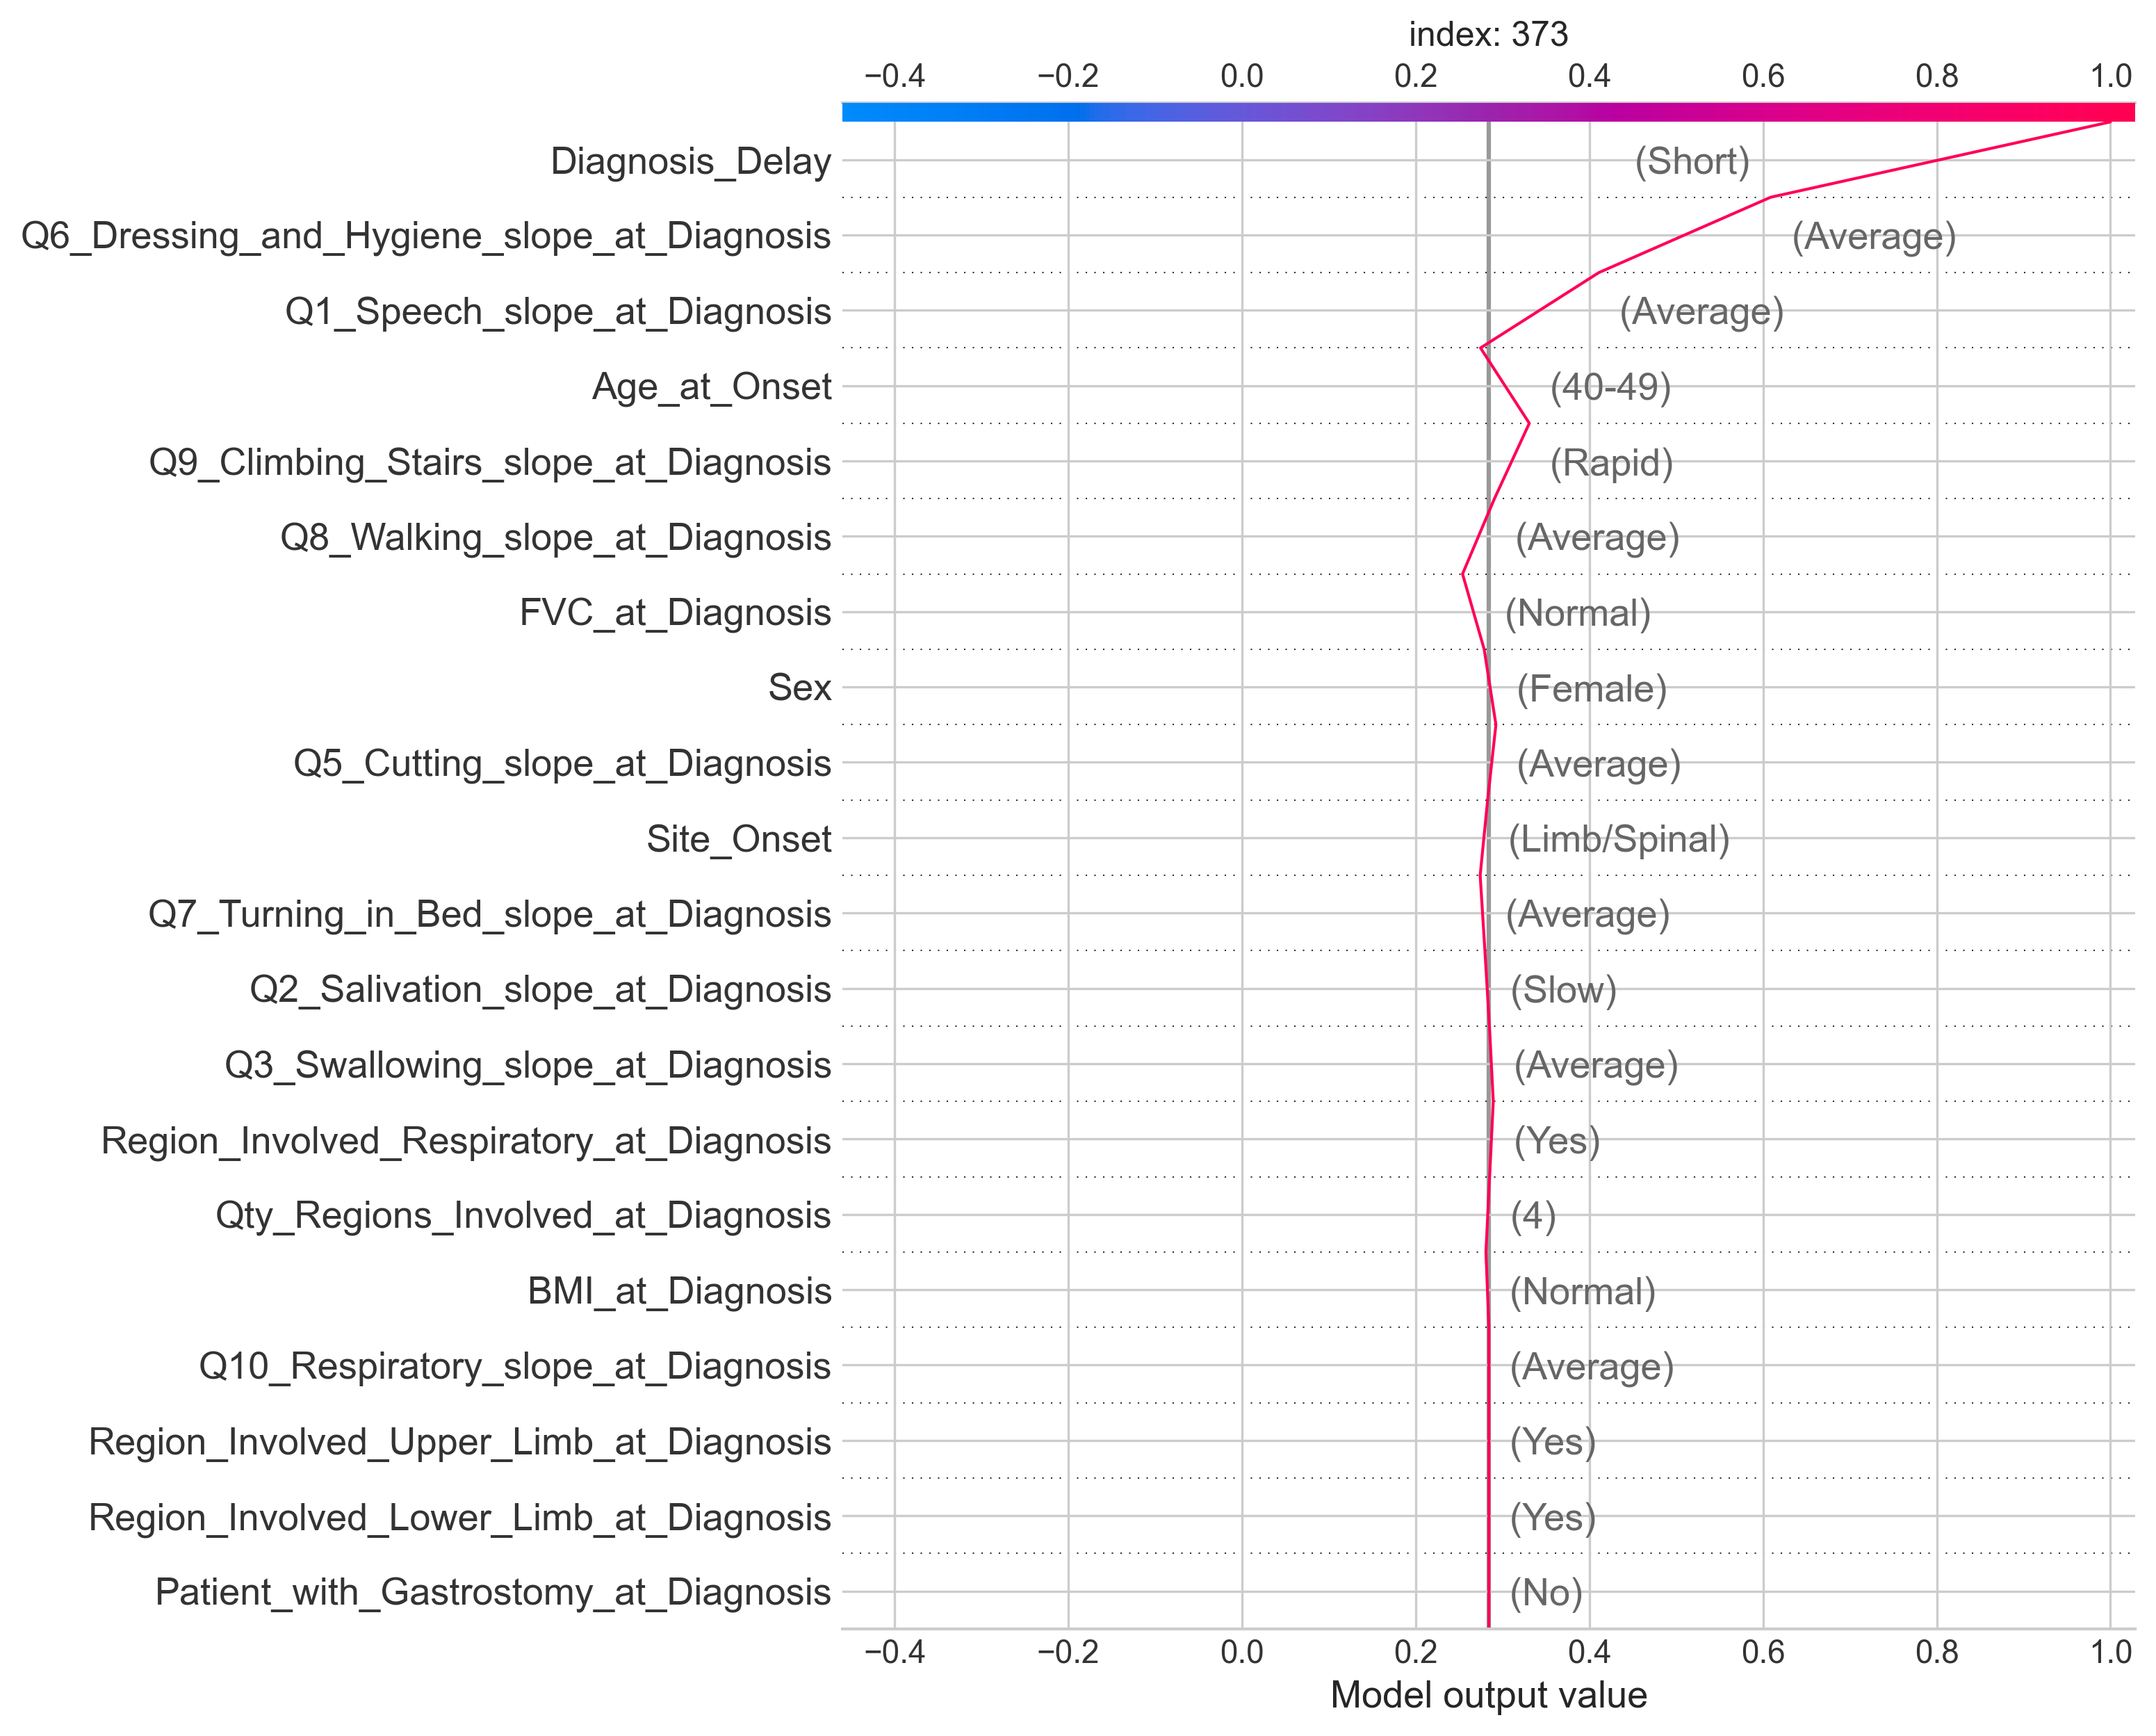 index: 373
−0.4 −0.2 0.0 0.2 0.4 0.6 0.8 1.0
Diagnosis_Delay (Short)
Q6_Dressing_and_Hygiene_slope_at_Diagnosis (Average)
Q1_Speech_slope_at_Diagnosis (Average)
Age_at_Onset (40-49)
Q9_Climbing_Stairs_slope_at_Diagnosis (Rapid)
Q8_Walking_slope_at_Diagnosis (Average)
FVC_at_Diagnosis (Normal)
Sex (Female)
Q5_Cutting_slope_at_Diagnosis (Average)
Site_Onset (Limb/Spinal)
Q7_Turning_in_Bed_slope_at_Diagnosis (Average)
Q2_Salivation_slope_at_Diagnosis (Slow)
Q3_Swallowing_slope_at_Diagnosis (Average)
Region_Involved_Respiratory_at_Diagnosis (Yes)
Qty_Regions_Involved_at_Diagnosis (4)
BMI_at_Diagnosis (Normal)
Q10_Respiratory_slope_at_Diagnosis (Average)
Region_Involved_Upper_Limb_at_Diagnosis (Yes)
Region_Involved_Lower_Limb_at_Diagnosis (Yes)
Patient_with_Gastrostomy_at_Diagnosis (No)
−0.4 −0.2 0.0 0.2 0.4 0.6 0.8 1.0
Model output value